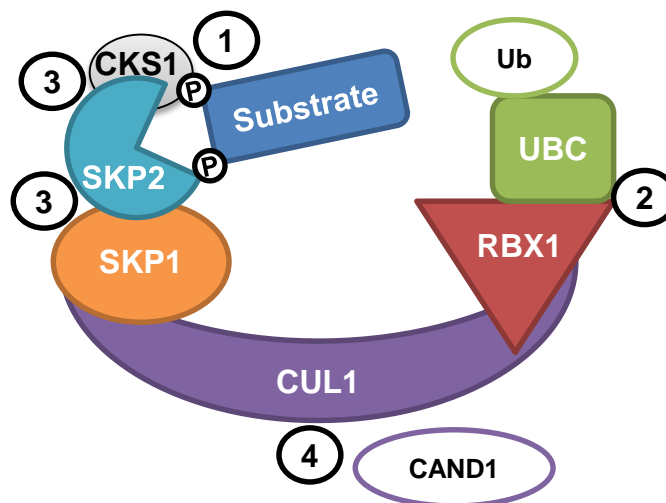 1
CKS1
3
P
Substrate
Ub
P
SKP2
UBC
3
2
SKP1
RBX1
CUL1
4
CAND1